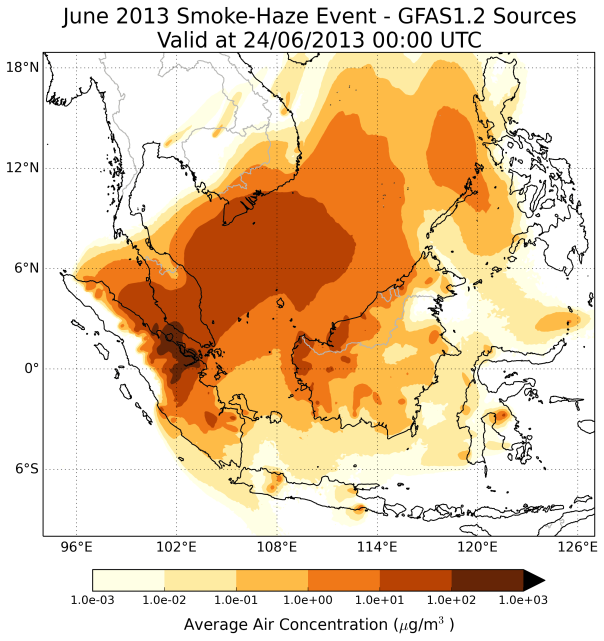 June 2013 Smoke-Haze Event - GFAS1.2 Sources
Valid at 24/06/2013 00:00 UTC
18°N
12°N
6°N
0°
6°S
96°E 102°E 108°E 114°E 120°E 126°E
1.0e-03 1.0e-02 1.0e-01 1.0e+00 1.0e+01 1.0e+02 1.0e+03
Average Air Concentration (μg/m³ )